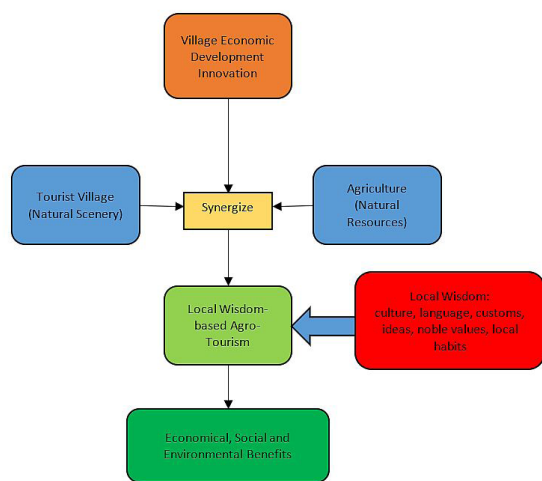 Village Economic
Development
Innovation
Tourist Village
(Natural Scenery)
Synergize
Agriculture
(Natural
Resources)
Local Wisdom-
based Agro-
Tourism
Local Wisdom:
culture, language, customs,
ideas, noble values, local
habits
Economical, Social and
Environmental Benefits